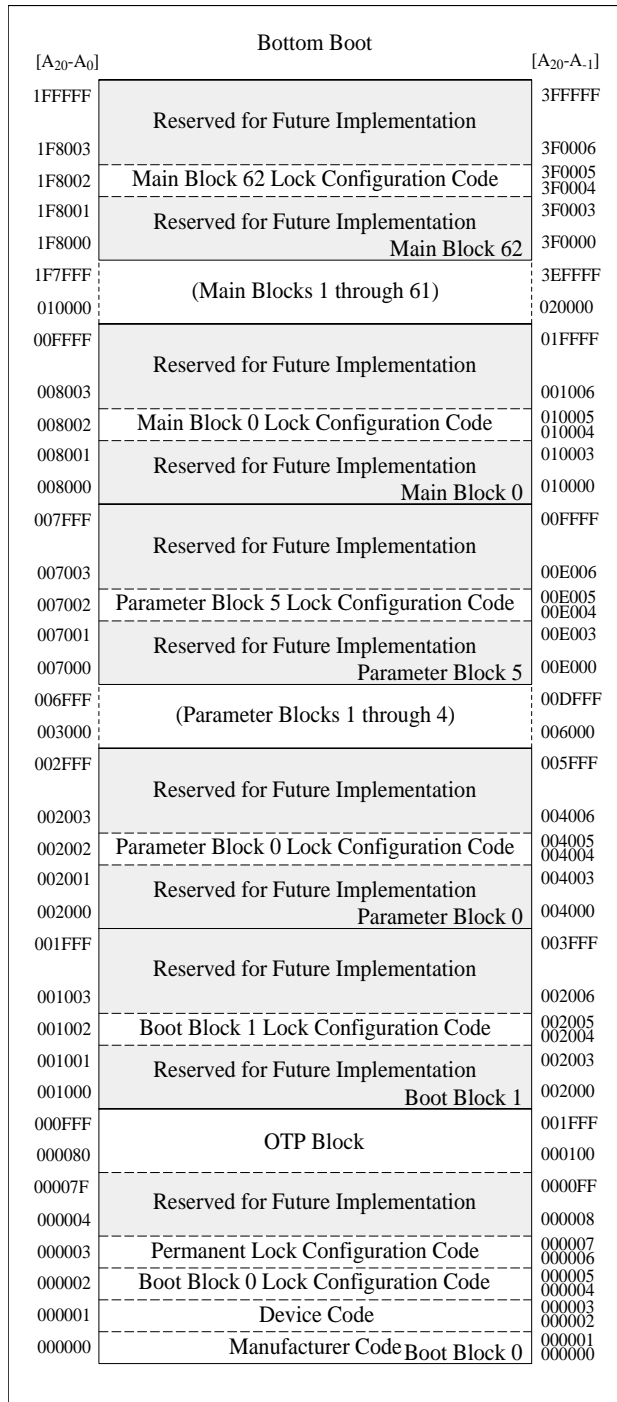 Bottom Boot
[A20-A0] [A20-A-1]
1FFFFF 3FFFFF
Reserved for Future Implementation
1F8003 3F0006
1F8002 Main Block 62 Lock Configuration Code 3F0005
3F0004
1F8001 Reserved for Future Implementation 3F0003
1F8000 Main Block 62 3F0000
1F7FFF 3EFFFF
(Main Blocks 1 through 61)
010000 020000
00FFFF 01FFFF
Reserved for Future Implementation
008003 001006
008002 Main Block 0 Lock Configuration Code 010005
010004
008001 Reserved for Future Implementation 010003
008000 Main Block 0 010000
007FFF 00FFFF
Reserved for Future Implementation
007003 00E006
007002 Parameter Block 5 Lock Configuration Code 00E005
00E004
007001 Reserved for Future Implementation 00E003
007000 Parameter Block 5 00E000
006FFF 00DFFF
(Parameter Blocks 1 through 4)
003000 006000
002FFF 005FFF
Reserved for Future Implementation
002003 004006
002002 Parameter Block 0 Lock Configuration Code 004005
004004
002001 Reserved for Future Implementation 004003
002000 Parameter Block 0 004000
001FFF 003FFF
Reserved for Future Implementation
001003 002006
001002 Boot Block 1 Lock Configuration Code 002005
002004
001001 Reserved for Future Implementation 002003
001000 Boot Block 1 002000
000FFF 001FFF
OTP Block
000080 000100
00007F 0000FF
Reserved for Future Implementation
000004 000008
000003 Permanent Lock Configuration Code 000007
000006
000002 Boot Block 0 Lock Configuration Code 000005
000004
000001 Device Code 000003
000002
000000 Manufacturer Code Boot Block 0 000001
000000